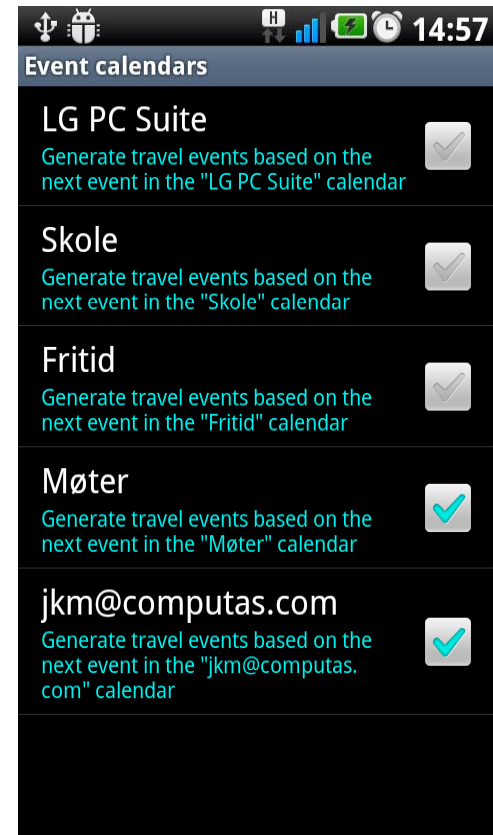 H
14:57
Event calendars
LG PC Suite
Generate travel events based on the
next event in the "LG PC Suite" calendar
Skole
Generate travel events based on the
next event in the "Skole" calendar
Fritid
Generate travel events based on the
next event in the "Fritid" calendar
Møter
Generate travel events based on the
next event in the "Møter" calendar
jkm@computas.com
Generate travel events based on the
next event in the "jkm@computas.
com" calendar